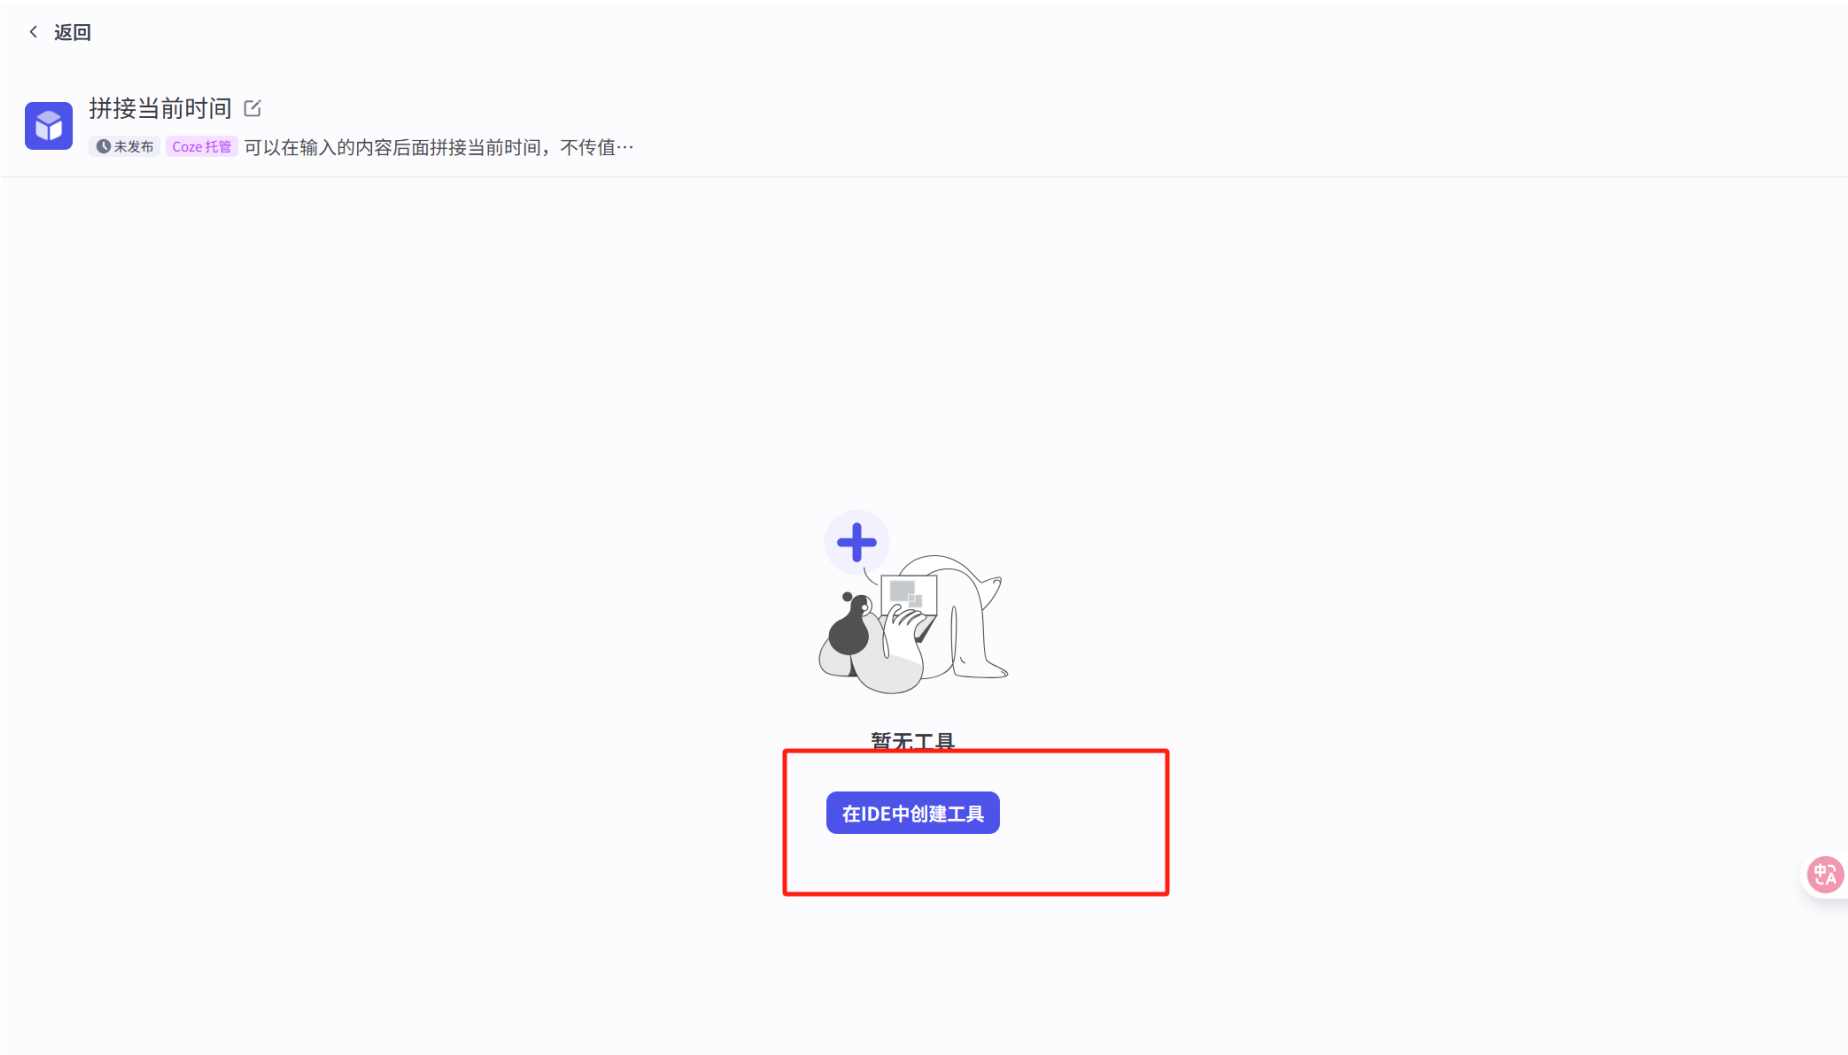 返回
拼接当前时间
未发布 Coze 托管 可以在输入的内容后面拼接当前时间，不传值…
暂无工具
在IDE中创建工具
中 A